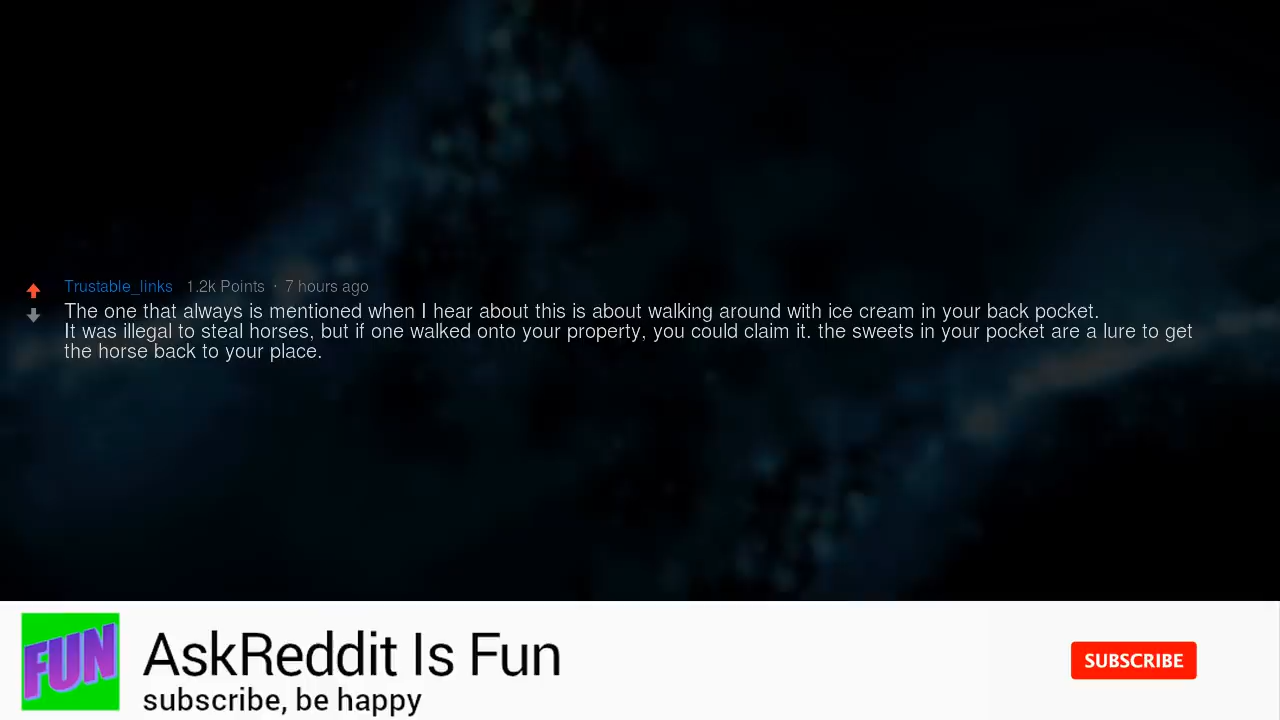 Trustable_links 1.2k Points · 7 hours ago
The one that always is mentioned when I hear about this is about walking around with ice cream in your back pocket.
It was illegal to steal horses, but if one walked onto your property, you could claim it. the sweets in your pocket are a lure to get
the horse back to your place.
FUN
AskReddit Is Fun
subscribe, be happy
SUBSCRIBE